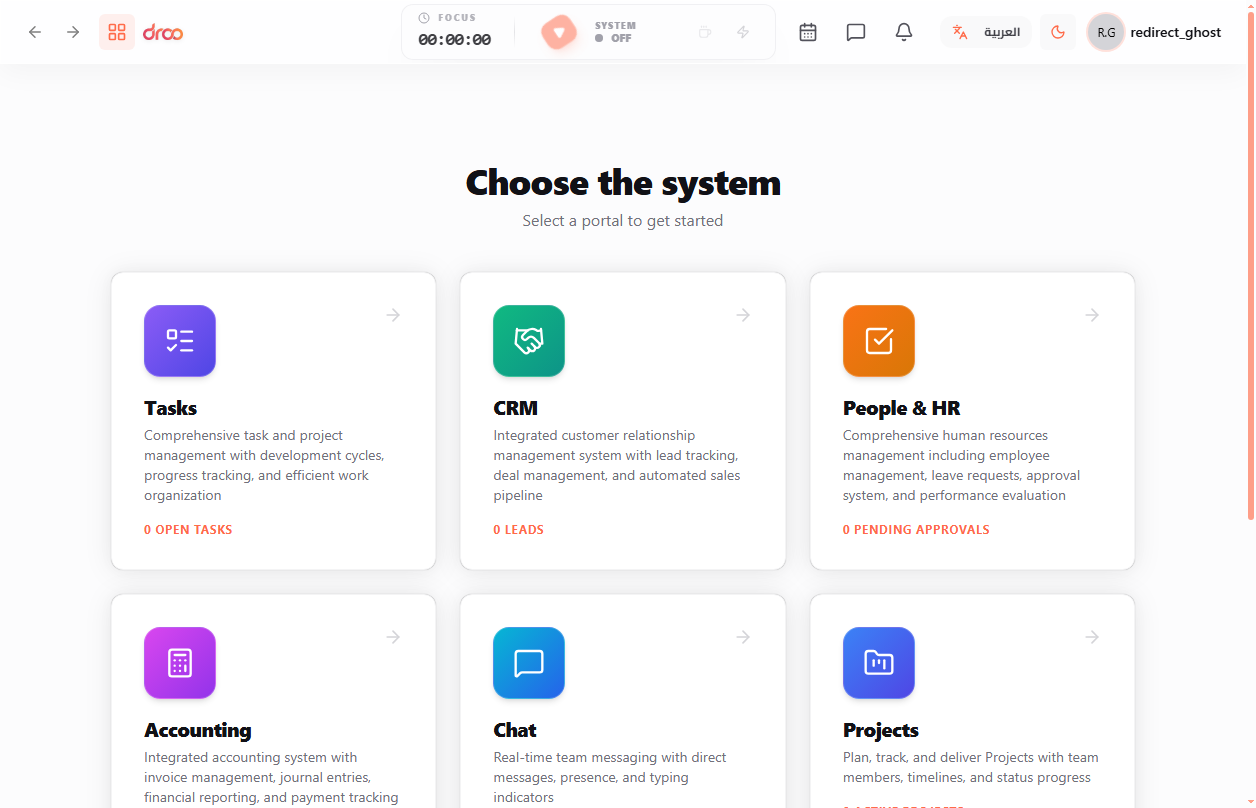 droo
FOCUS
00:00:00
SYSTEM
OFF
العربية
R.G
redirect_ghost
Choose the system
Select a portal to get started
Tasks
Comprehensive task and project
management with development cycles,
progress tracking, and efficient work
organization
0 OPEN TASKS
CRM
Integrated customer relationship
management system with lead tracking,
deal management, and automated sales
pipeline
0 LEADS
People & HR
Comprehensive human resources
management including employee
management, leave requests, approval
system, and performance evaluation
0 PENDING APPROVALS
Accounting
Integrated accounting system with
invoice management, journal entries,
financial reporting, and payment tracking
Chat
Real-time team messaging with direct
messages, presence, and typing
indicators
Projects
Plan, track, and deliver Projects with team
members, timelines, and status progress